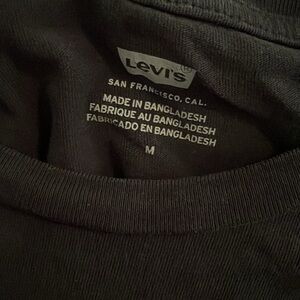 Levi's
SAN FRANCISCO, CAL.
MADE IN BANGLADESH
FABRIQUE AU BANGLADESH
FABRICADO EN BANGLADESH
M